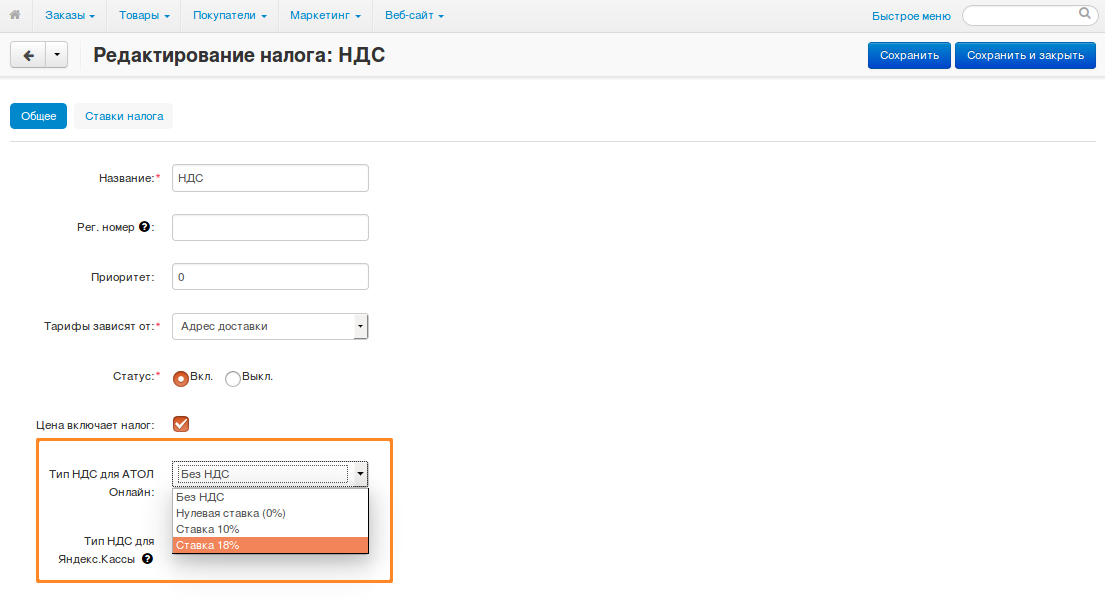 Заказы Товары Покупатели Маркетинг Веб-сайт Быстрое меню
Редактирование налога: НДС Сохранить Сохранить и закрыть
Общее Ставки налога
Название:* НДС
Рег. номер ?:
Приоритет: 0
Тарифы зависят от:* Адрес доставки
Статус:* Вкл. Выкл.
Цена включает налог:
Тип НДС для АТОЛ Онлайн: Без НДС
Без НДС
Нулевая ставка (0%)
Ставка 10%
Ставка 18%
Тип НДС для
Яндекс.Кассы ?